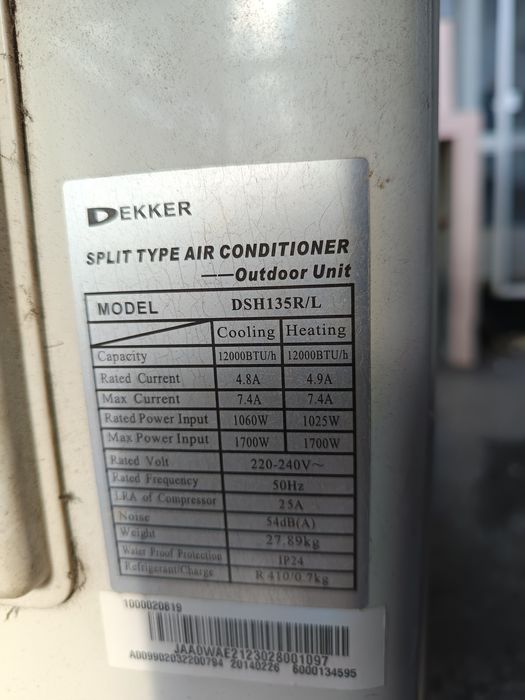 DEKKER
SPLIT TYPE AIR CONDITIONER
——Outdoor Unit
MODEL DSH135R/L
Cooling Heating
Capacity 12000BTU/h 12000BTU/h
Rated Current 4.8A 4.9A
Max Current 7.4A 7.4A
Rated Power Input 1060W 1025W
Max Power Input 1700W 1700W
Rated Volt 220-240V~
Rated Frequency 50Hz
LRA of Compressor 25A
Noise 54dB(A)
Weight 27.89kg
Water Proof Protection IP24
Refrigerant/Charge R 410/0.7kg
1000020819
JAA0WAE2123028001097
A009902032200794 20140226 6000134595